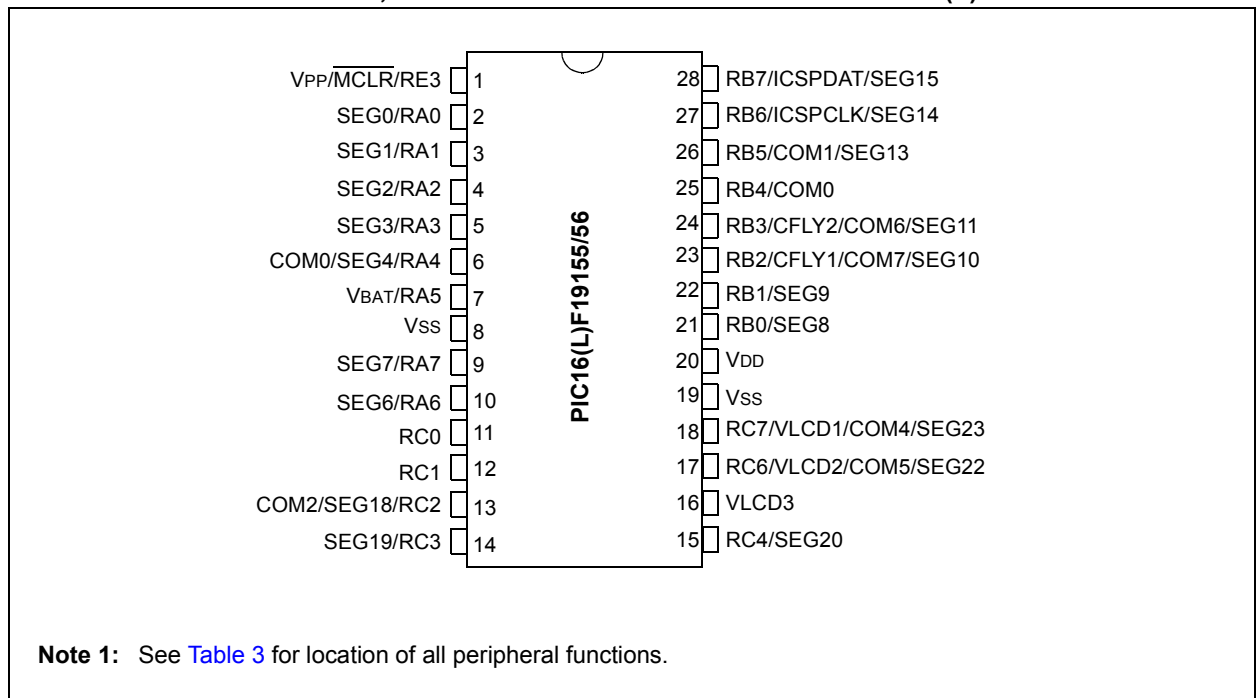 VPP/MCLR/RE3 1 28 RB7/ICSPDAT/SEG15
SEG0/RA0 2 27 RB6/ICSPCLK/SEG14
SEG1/RA1 3 26 RB5/COM1/SEG13
SEG2/RA2 4 25 RB4/COM0
SEG3/RA3 5 24 RB3/CFLY2/COM6/SEG11
COM0/SEG4/RA4 6 23 RB2/CFLY1/COM7/SEG10
VBAT/RA5 7 22 RB1/SEG9
VSS 8 21 RB0/SEG8
SEG7/RA7 9 20 VDD
SEG6/RA6 10 19 VSS
RC0 11 18 RC7/VLCD1/COM4/SEG23
RC1 12 17 RC6/VLCD2/COM5/SEG22
COM2/SEG18/RC2 13 16 VLCD3
SEG19/RC3 14 15 RC4/SEG20
PIC16(L)F19155/56
Note 1: See Table 3 for location of all peripheral functions.